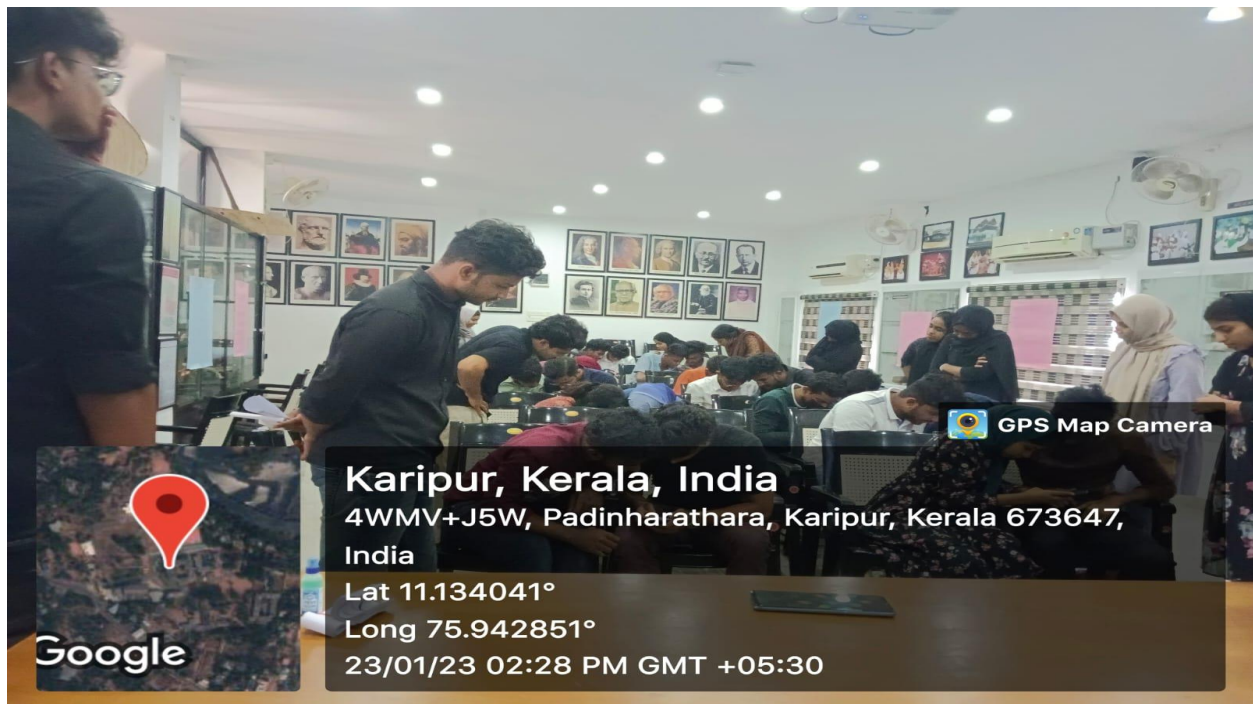 GPS Map Camera
Karipur, Kerala, India
4WMV+J5W, Padinharathara, Karipur, Kerala 673647,
India
Lat 11.134041°
Long 75.942851°
23/01/23 02:28 PM GMT +05:30
Google